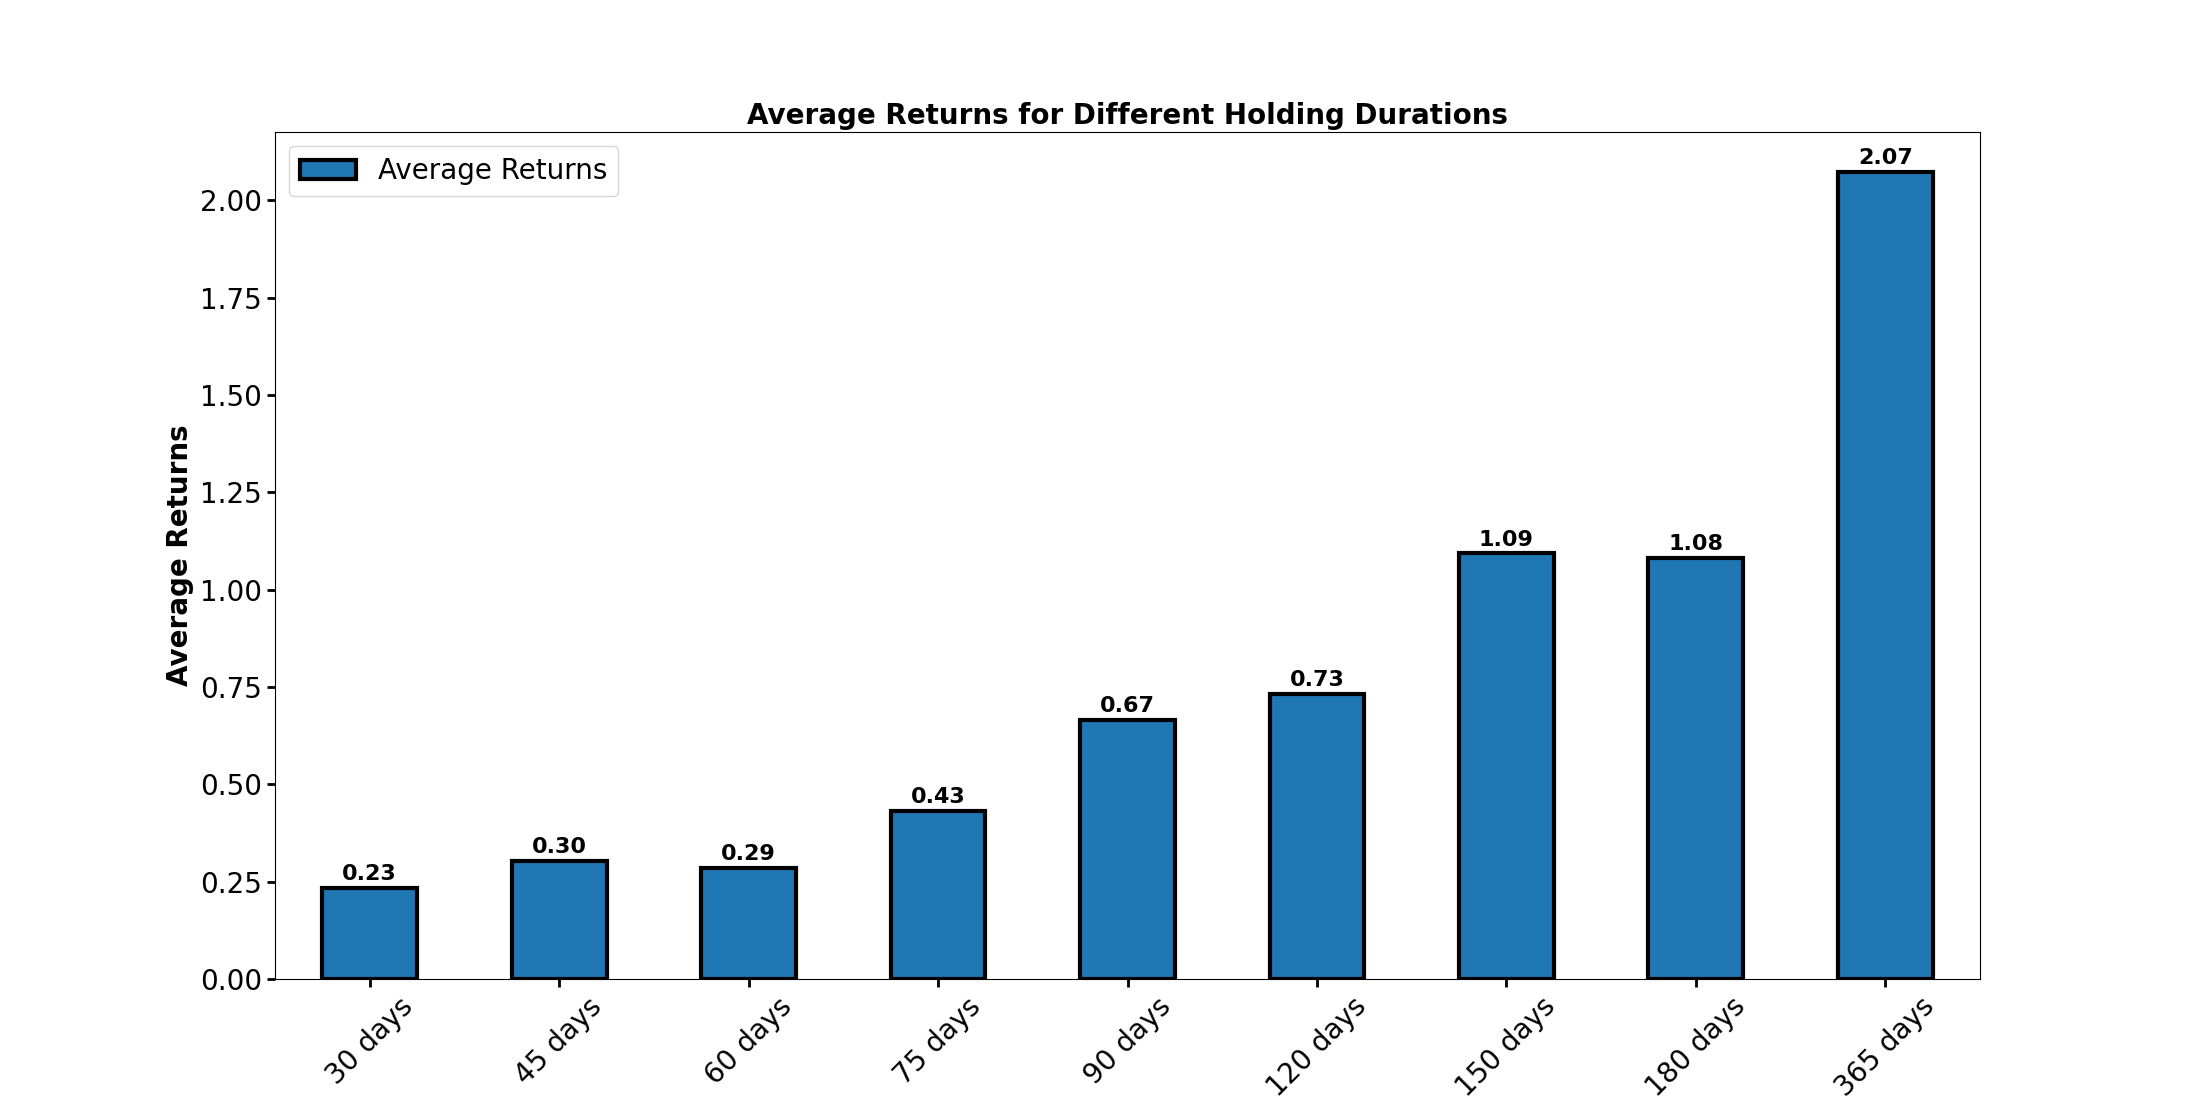 Average Returns for Different Holding Durations
Average Returns
2.07
2.00
1.75
1.50
1.25
1.09
1.08
1.00
0.75
0.73
0.67
0.50
0.43
0.30
0.29
0.25
0.23
0.00
Average Returns
30 days
45 days
60 days
75 days
90 days
120 days
150 days
180 days
365 days